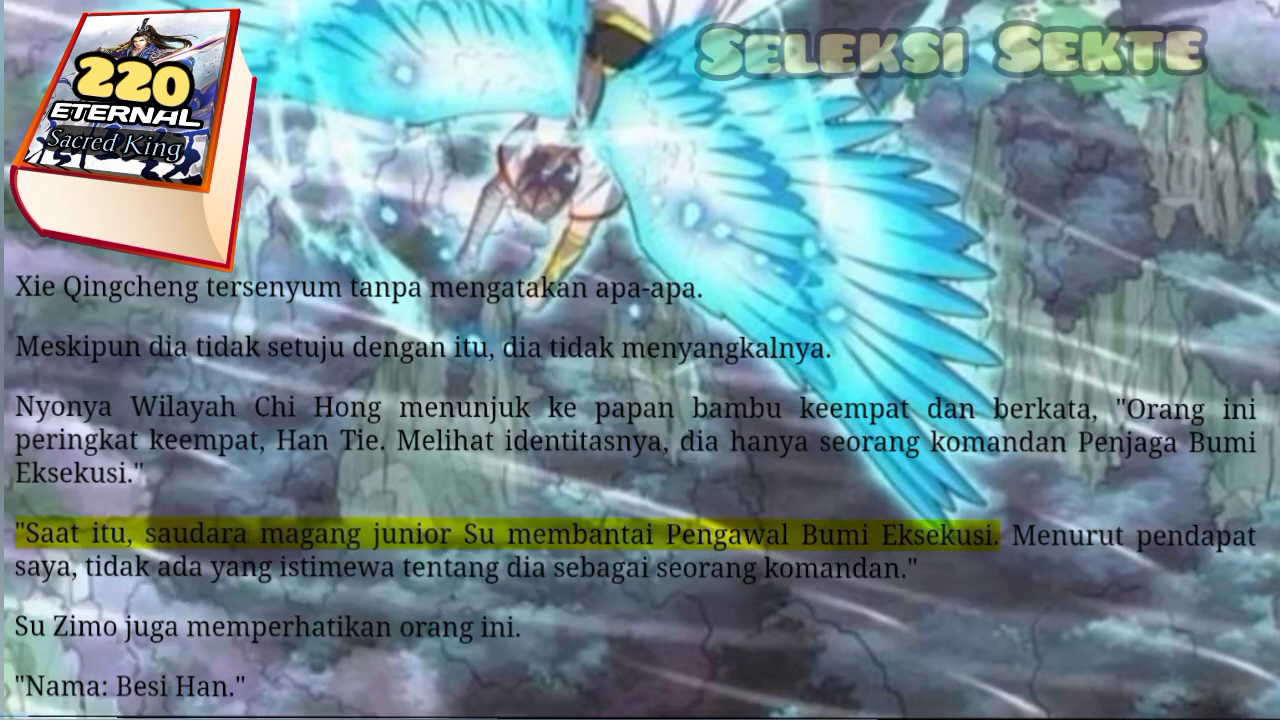 Seleksi Sekte
220
ETERNAL
Sacred King
Xie Qingcheng tersenyum tanpa mengatakan apa-apa.
Meskipun dia tidak setuju dengan itu, dia tidak menyangkalnya.
Nyonya Wilayah Chi Hong menunjuk ke papan bambu keempat dan berkata, "Orang ini
peringkat keempat, Han Tie. Melihat identitasnya, dia hanya seorang komandan Penjaga Bumi
Eksekusi."
"Saat itu, saudara magang junior Su membantai Pengawal Bumi Eksekusi. Menurut pendapat
saya, tidak ada yang istimewa tentang dia sebagai seorang komandan."
Su Zimo juga memperhatikan orang ini.
"Nama: Besi Han."